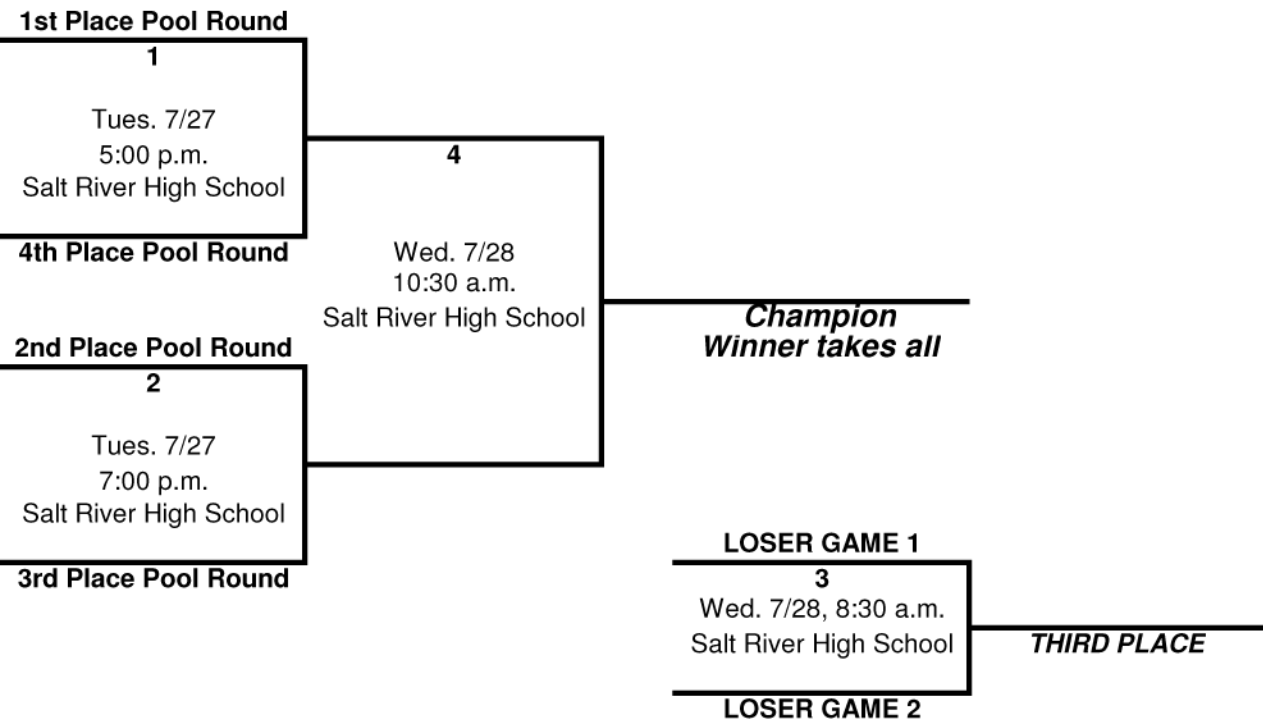 1st Place Pool Round
1
Tues. 7/27
5:00 p.m.
Salt River High School
4th Place Pool Round
4
Wed. 7/28
10:30 a.m.
Salt River High School
Champion
Winner takes all
2nd Place Pool Round
2
Tues. 7/27
7:00 p.m.
Salt River High School
3rd Place Pool Round
LOSER GAME 1
3
Wed. 7/28, 8:30 a.m.
Salt River High School
THIRD PLACE
LOSER GAME 2